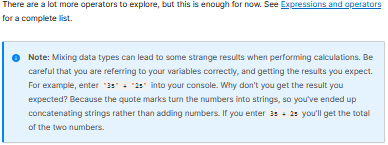 There are a lot more operators to explore, but this is enough for now. See Expressions and operators
for a complete list.
Note: Mixing data types can lead to some strange results when performing calculations. Be
careful that you are referring to your variables correctly, and getting the results you expect.
For example, enter '35' + '25' into your console. Why don't you get the result you
expected? Because the quote marks turn the numbers into strings, so you've ended up
concatenating strings rather than adding numbers. If you enter 35 + 25 you'll get the total
of the two numbers.